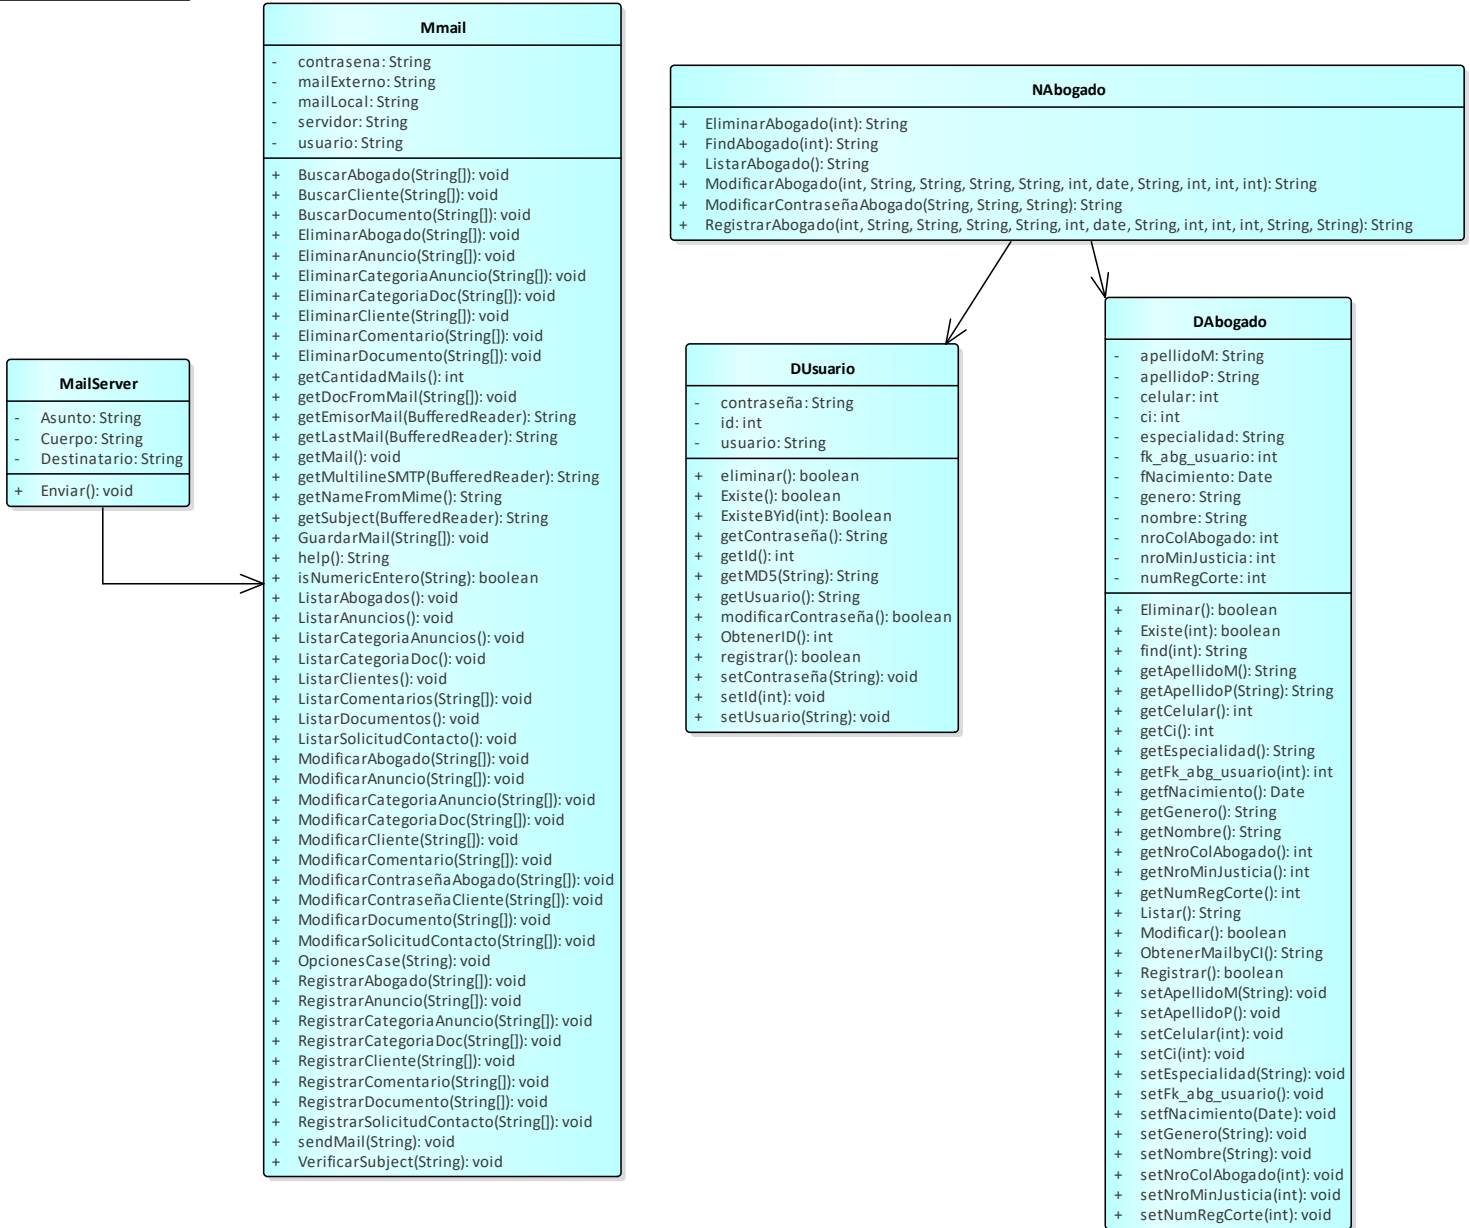 Mmail
- contrasena: String
- mailExterno: String
- mailLocal: String
- servidor: String
- usuario: String
+ BuscarAbogado(String[]): void
+ BuscarCliente(String[]): void
+ BuscarDocumento(String[]): void
+ EliminarAbogado(String[]): void
+ EliminarAnuncio(String[]): void
+ EliminarCategoriaAnuncio(String[]): void
+ EliminarCategoriaDoc(String[]): void
+ EliminarCliente(String[]): void
+ EliminarComentario(String[]): void
+ EliminarDocumento(String[]): void
+ getCantidadMails(): int
+ getDocFromMail(String[]): void
+ getEmisorMail(BufferedReader): String
+ getLastMail(BufferedReader): String
+ getMail(): void
+ getMultilineSMTP(BufferedReader): String
+ getNameFromMime(): String
+ getSubject(BufferedReader): String
+ GuardarMail(String[]): void
+ help(): String
+ isNumericEntero(String): boolean
+ ListarAbogados(): void
+ ListarAnuncios(): void
+ ListarCategoriaAnuncios(): void
+ ListarCategoriaDoc(): void
+ ListarClientes(): void
+ ListarComentarios(String[]): void
+ ListarDocumentos(): void
+ ListarSolicitudContacto(): void
+ ModificarAbogado(String[]): void
+ ModificarAnuncio(String[]): void
+ ModificarCategoriaAnuncio(String[]): void
+ ModificarCategoriaDoc(String[]): void
+ ModificarCliente(String[]): void
+ ModificarComentario(String[]): void
+ ModificarContraseñaAbogado(String[]): void
+ ModificarContraseñaCliente(String[]): void
+ ModificarDocumento(String[]): void
+ ModificarSolicitudContacto(String[]): void
+ OpcionesCase(String): void
+ RegistrarAbogado(String[]): void
+ RegistrarAnuncio(String[]): void
+ RegistrarCategoriaAnuncio(String[]): void
+ RegistrarCategoriaDoc(String[]): void
+ RegistrarCliente(String[]): void
+ RegistrarComentario(String[]): void
+ RegistrarDocumento(String[]): void
+ RegistrarSolicitudContacto(String[]): void
+ sendMail(String): void
+ VerificarSubject(String): void
MailServer
- Asunto: String
- Cuerpo: String
- Destinatario: String
+ Enviar(): void
NAbogado
+ EliminarAbogado(int): String
+ FindAbogado(int): String
+ ListarAbogado(): String
+ ModificarAbogado(int, String, String, String, String, int, date, String, int, int, int): String
+ ModificarContraseñaAbogado(String, String, String): String
+ RegistrarAbogado(int, String, String, String, String, int, date, String, int, int, int, String, String): String
DUsuario
- contraseña: String
- id: int
- usuario: String
+ eliminar(): boolean
+ Existe(): boolean
+ ExisteBYid(int): Boolean
+ getContraseña(): String
+ getId(): int
+ getMD5(String): String
+ getUsuario(): String
+ modificarContraseña(): boolean
+ ObtenerID(): int
+ registrar(): boolean
+ setContraseña(String): void
+ setId(int): void
+ setUsuario(String): void
DAbogado
- apellidoM: String
- apellidoP: String
- celular: int
- ci: int
- especialidad: String
- fk_abg_usuario: int
- fNacimiento: Date
- genero: String
- nombre: String
- nroColAbogado: int
- nroMinJusticia: int
- numRegCorte: int
+ Eliminar(): boolean
+ Existe(int): boolean
+ find(int): String
+ getApellidoM(): String
+ getApellidoP(String): String
+ getCelular(): int
+ getCi(): int
+ getEspecialidad(): String
+ getFk_abg_usuario(int): int
+ getfNacimiento(): Date
+ getGenero(): String
+ getNombre(): String
+ getNroColAbogado(): int
+ getNroMinJusticia(): int
+ getNumRegCorte(): int
+ Listar(): String
+ Modificar(): boolean
+ ObtenerMailbyCI(): String
+ Registrar(): boolean
+ setApellidoM(String): void
+ setApellidoP(): void
+ setCelular(int): void
+ setCi(int): void
+ setEspecialidad(String): void
+ setFk_abg_usuario(): void
+ setfNacimiento(Date): void
+ setGenero(String): void
+ setNombre(String): void
+ setNroColAbogado(int): void
+ setNroMinJusticia(int): void
+ setNumRegCorte(int): void